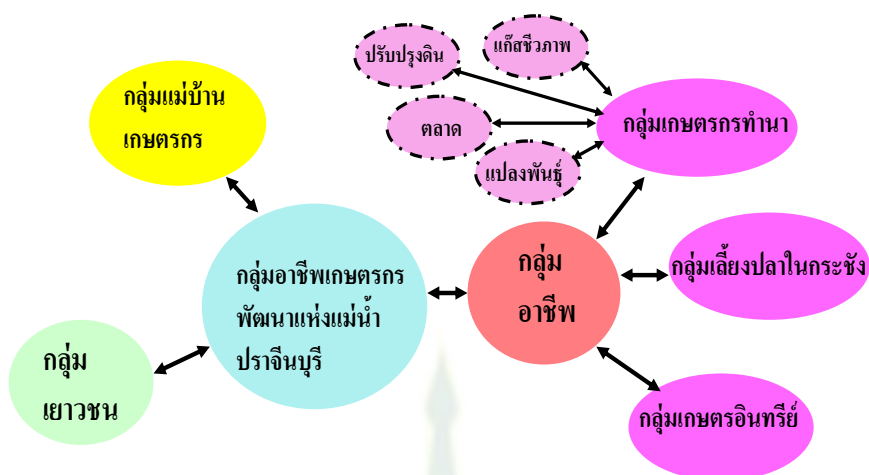 ปรับปรุงดิน
แก๊สชีวภาพ
กลุ่มแม่บ้าน
เกษตรกร
ตลาด
กลุ่มเกษตรกรทำนา
แปลงพันธุ์
กลุ่มอาชีพเกษตรกร
พัฒนาแห่งแม่น้ำ
ปราจีนบุรี
กลุ่ม
อาชีพ
กลุ่มเลี้ยงปลาในกระชัง
กลุ่ม
เยาวชน
กลุ่มเกษตรอินทรีย์